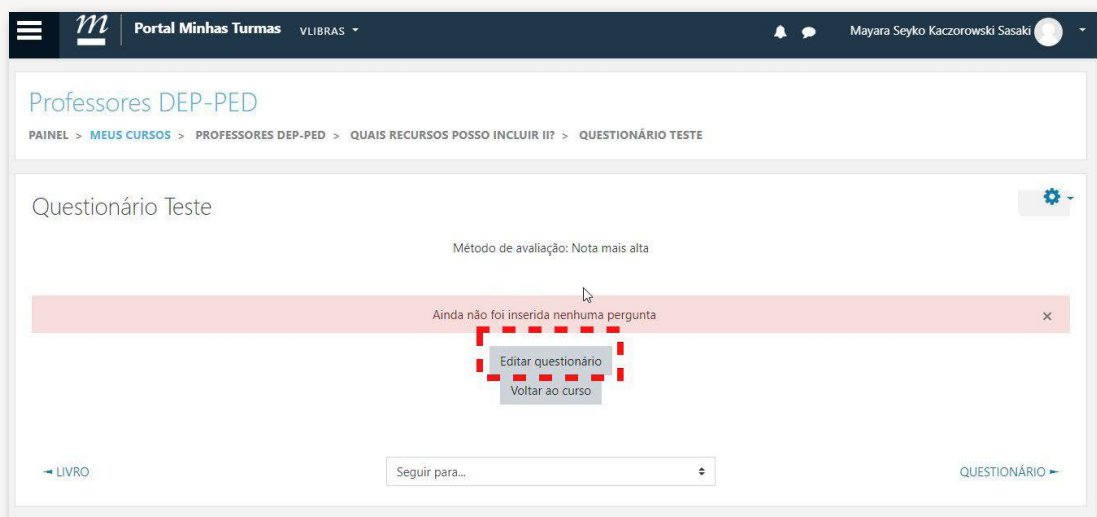 m Portal Minhas Turmas VLIBRAS Mayara Seyko Kaczorowski Sasaki
Professores DEP-PED
PAINEL > MEUS CURSOS > PROFESSORES DEP-PED > QUAIS RECURSOS POSSO INCLUIR II? > QUESTIONÁRIO TESTE
Questionário Teste
Método de avaliação: Nota mais alta
Ainda não foi inserida nenhuma pergunta ×
Editar questionário
Voltar ao curso
◄ LIVRO Seguir para... QUESTIONÁRIO ►